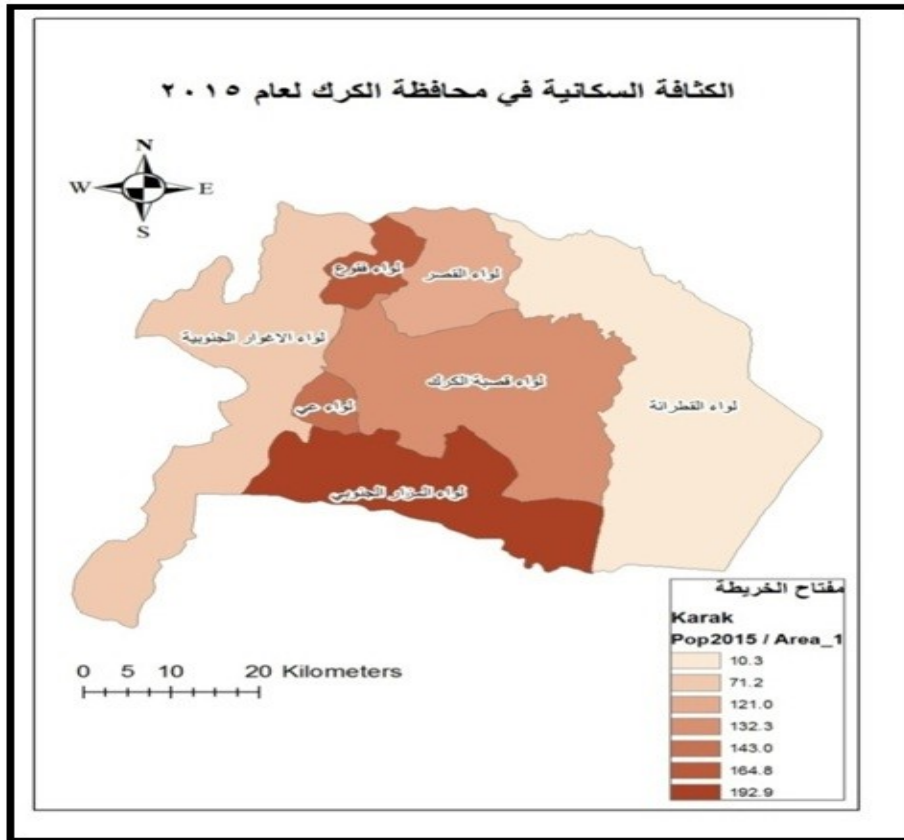 الكثافة السكانية في محافظة الكرك لعام ٢٠١٥
N
W E
S
لواء فقوع
لواء القصر
لواء الاغوار الجنوبية
لواء قصبة الكرك
لواء القطرانة
لواء عي
لواء المزار الجنوبي
مفتاح الخريطة
Karak
Pop2015 / Area_1
10.3
71.2
121.0
132.3
143.0
164.8
192.9
0 5 10 20 Kilometers